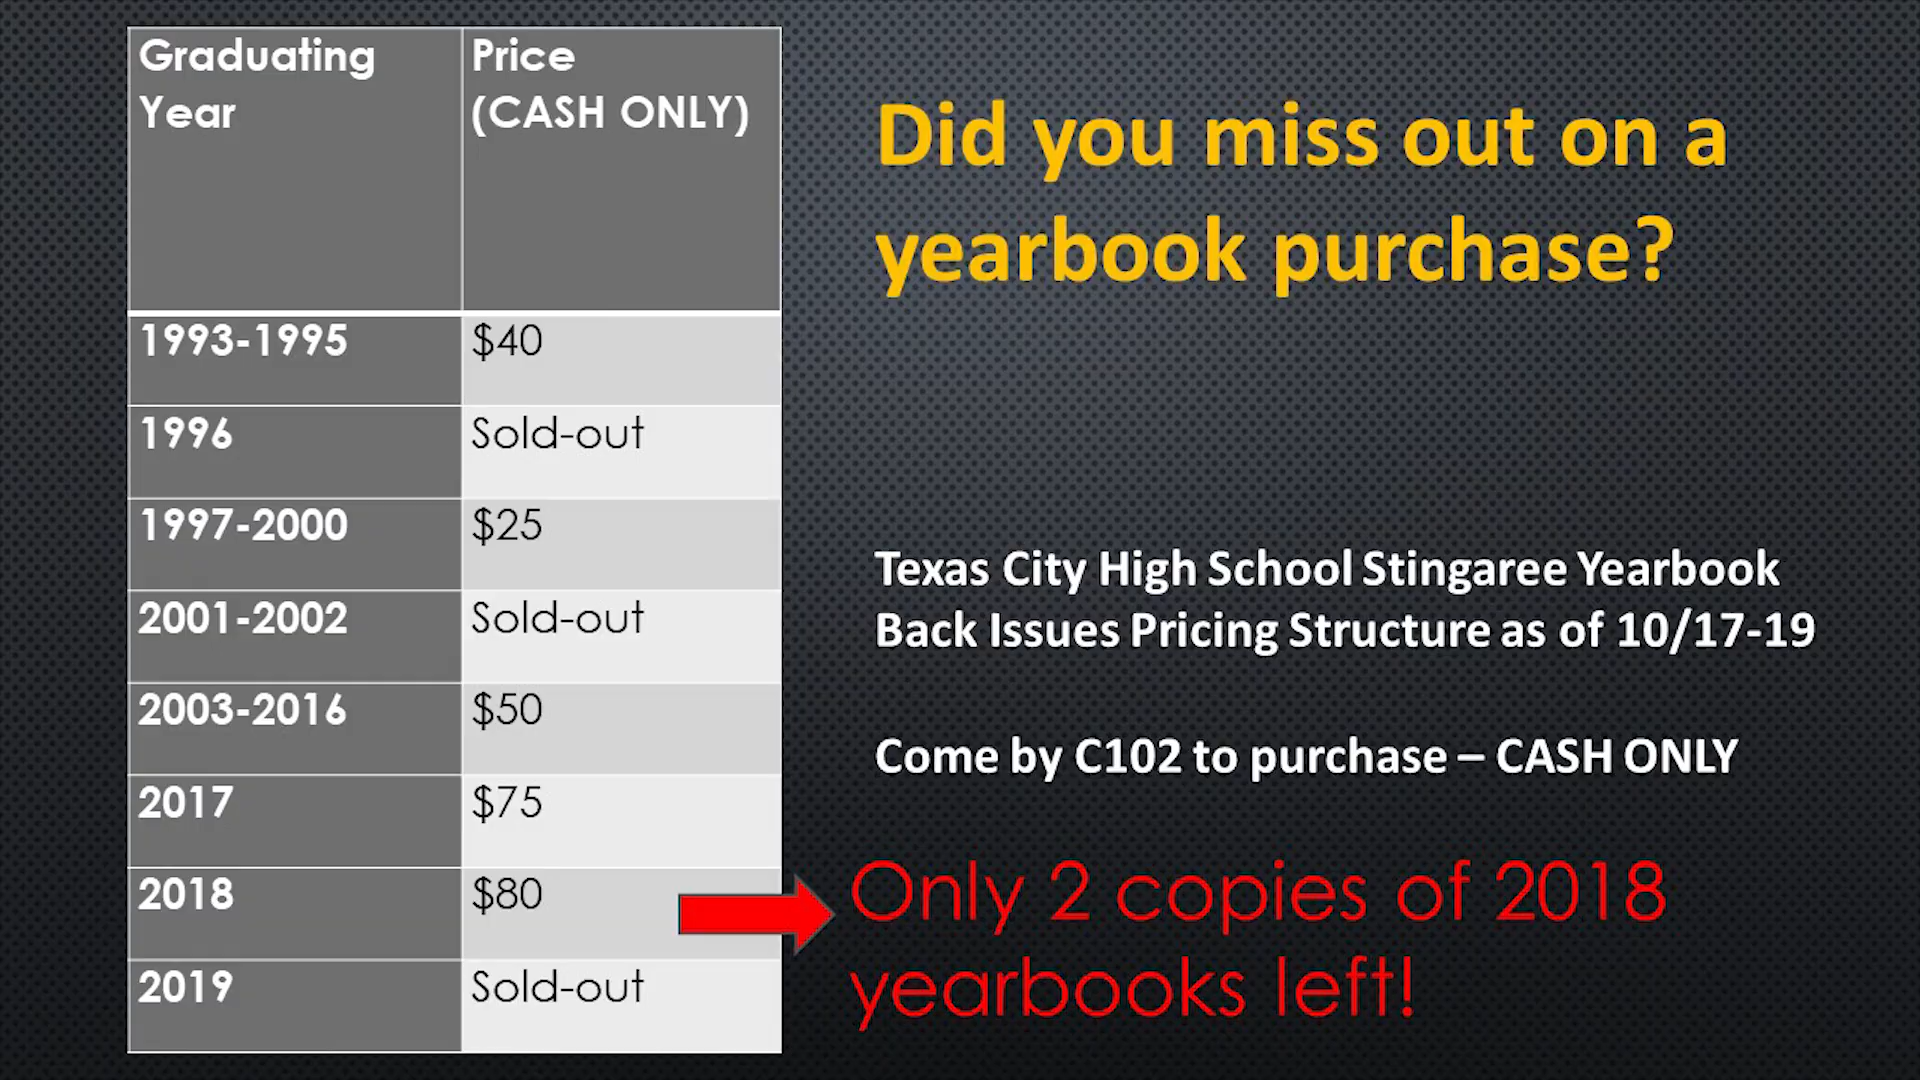 Graduating
Year
Price
(CASH ONLY)
1993-1995 $40
1996 Sold-out
1997-2000 $25
2001-2002 Sold-out
2003-2016 $50
2017 $75
2018 $80
2019 Sold-out
Did you miss out on a
yearbook purchase?
Texas City High School Stingaree Yearbook
Back Issues Pricing Structure as of 10/17-19
Come by C102 to purchase – CASH ONLY
Only 2 copies of 2018
yearbooks left!